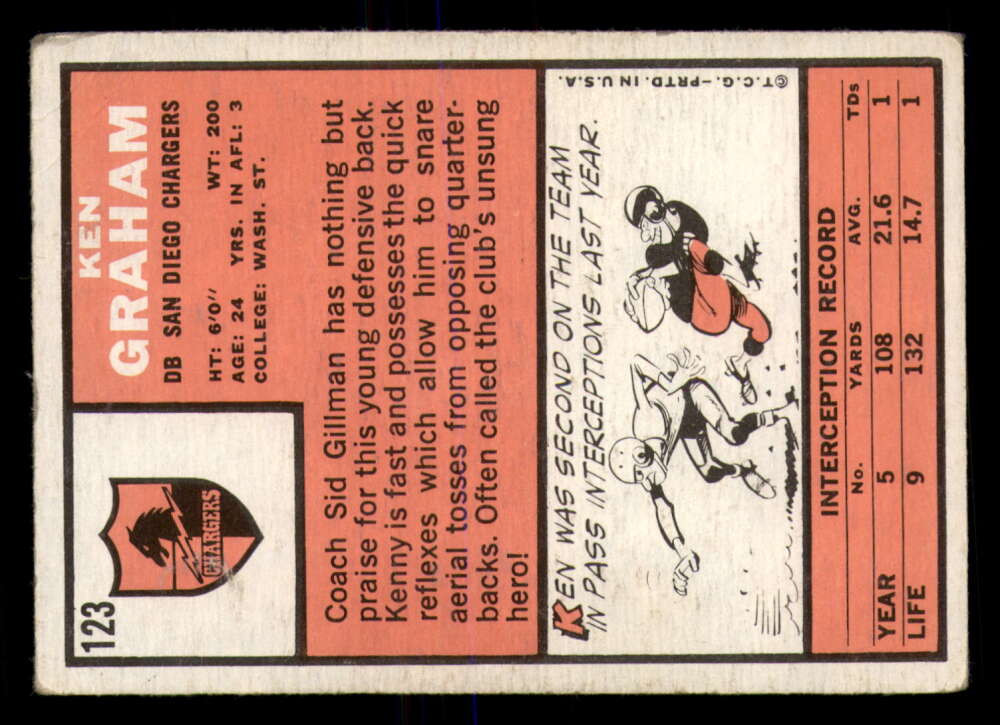 123
CHARGERS
KEN
GRAHAM
DB SAN DIEGO CHARGERS
HT: 6'0" WT: 200
AGE: 24 YRS. IN AFL: 3
COLLEGE: WASH. ST.
Coach Sid Gillman has nothing but
praise for this young defensive back.
Kenny is fast and possesses the quick
reflexes which allow him to snare
aerial tosses from opposing quarter-
backs. Often called the club's unsung
hero!
KEN WAS SECOND ON THE TEAM
IN PASS INTERCEPTIONS LAST YEAR.
© T.C.G.—PRTD. IN U.S.A.
INTERCEPTION RECORD
No. YARDS AVG. TDs
YEAR 5 108 21.6 1
LIFE 9 132 14.7 1